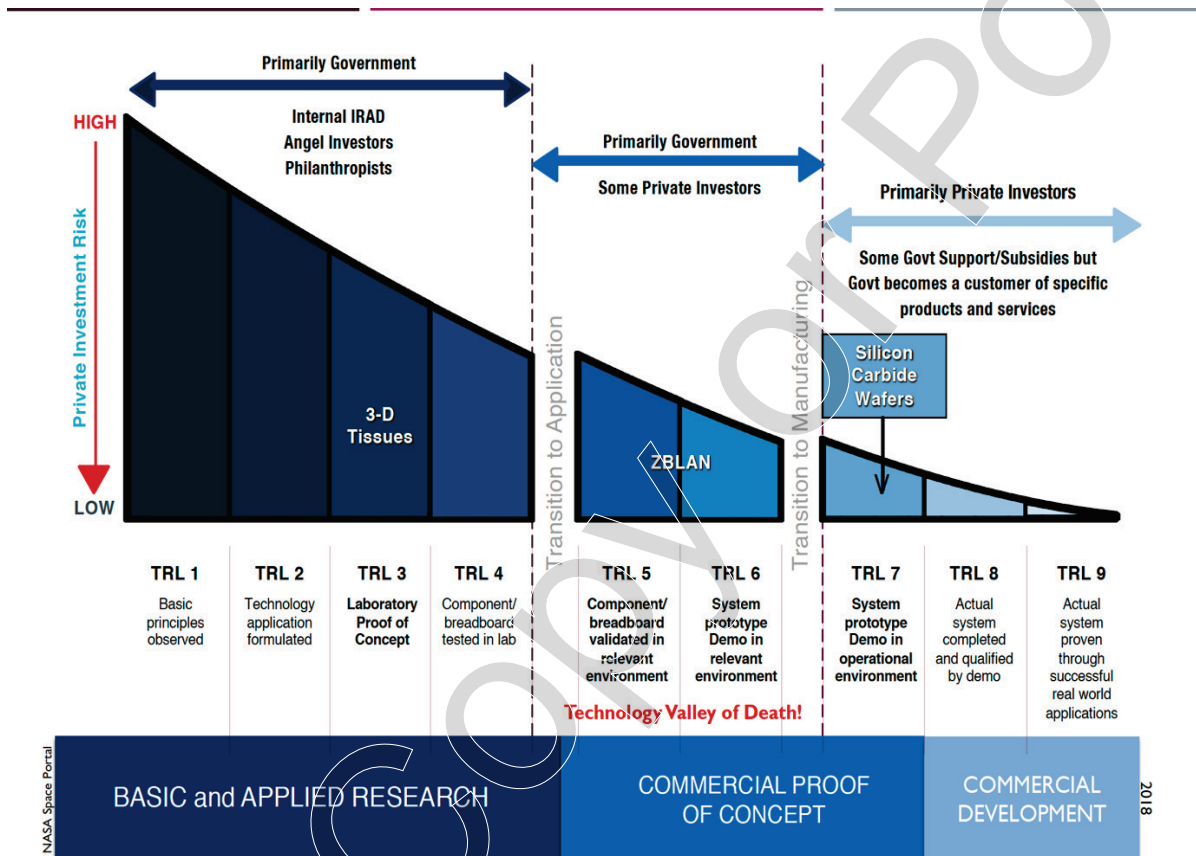 Primarily Government
Internal IRAD
Angel Investors
Philanthropists
HIGH
Private Investment Risk
LOW
Primarily Government
Some Private Investors
Primarily Private Investors
Some Govt Support/Subsidies but
Govt becomes a customer of specific
products and services
3-D
Tissues
Transition to Application
ZBLAN
Transition to Manufacturing
Silicon
Carbide
Wafers
TRL 1
Basic
principles
observed
TRL 2
Technology
application
formulated
TRL 3
Laboratory
Proof of
Concept
TRL 4
Component/
breadboard
tested in lab
TRL 5
Component/
breadboard
validated in
relevant
environment
TRL 6
System
prototype
Demo in
relevant
environment
TRL 7
System
prototype
Demo in
operational
environment
TRL 8
Actual
system
completed
and qualified
by demo
TRL 9
Actual
system
proven
through
successful
real world
applications
Technology Valley of Death!
NASA Space Portal
BASIC and APPLIED RESEARCH
COMMERCIAL PROOF
OF CONCEPT
COMMERCIAL
DEVELOPMENT
2018
Copy or Po